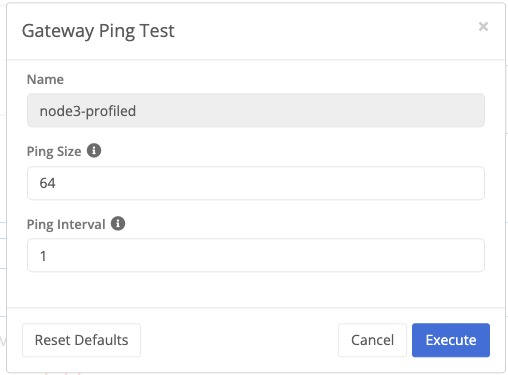 Gateway Ping Test
×
Name
node3-profiled
Ping Size
64
Ping Interval
1
Reset Defaults
Cancel
Execute